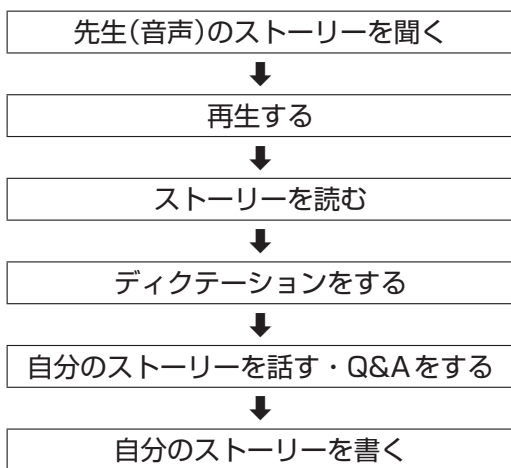 先生(音声)のストーリーを聞く
再生する
ストーリーを読む
ディクテーションをする
自分のストーリーを話す・Q&Aをする
自分のストーリーを書く